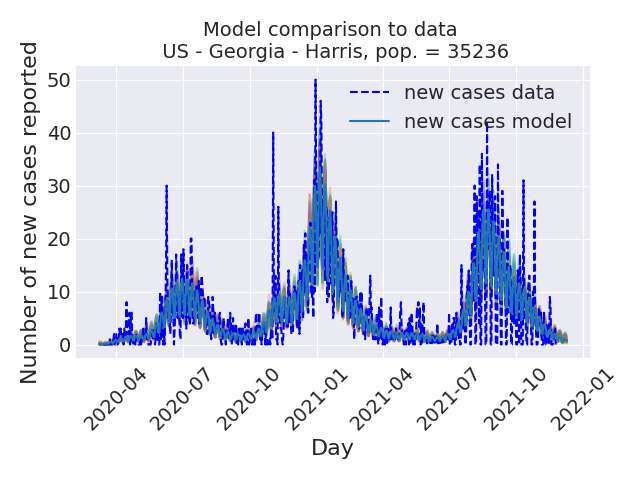 Model comparison to data
US - Georgia - Harris, pop. = 35236
Number of new cases reported
50
40
30
20
10
0
new cases data
new cases model
2020-04
2020-07
2020-10
2021-01
2021-04
2021-07
2021-10
2022-01
Day